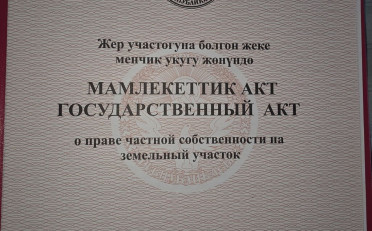 Жер участогуна болгон жеке
менчик укугу жөнүндө
МАМЛЕКЕТТИК АКТ
ГОСУДАРСТВЕННЫЙ АКТ
о праве частной собственности на
земельный участок